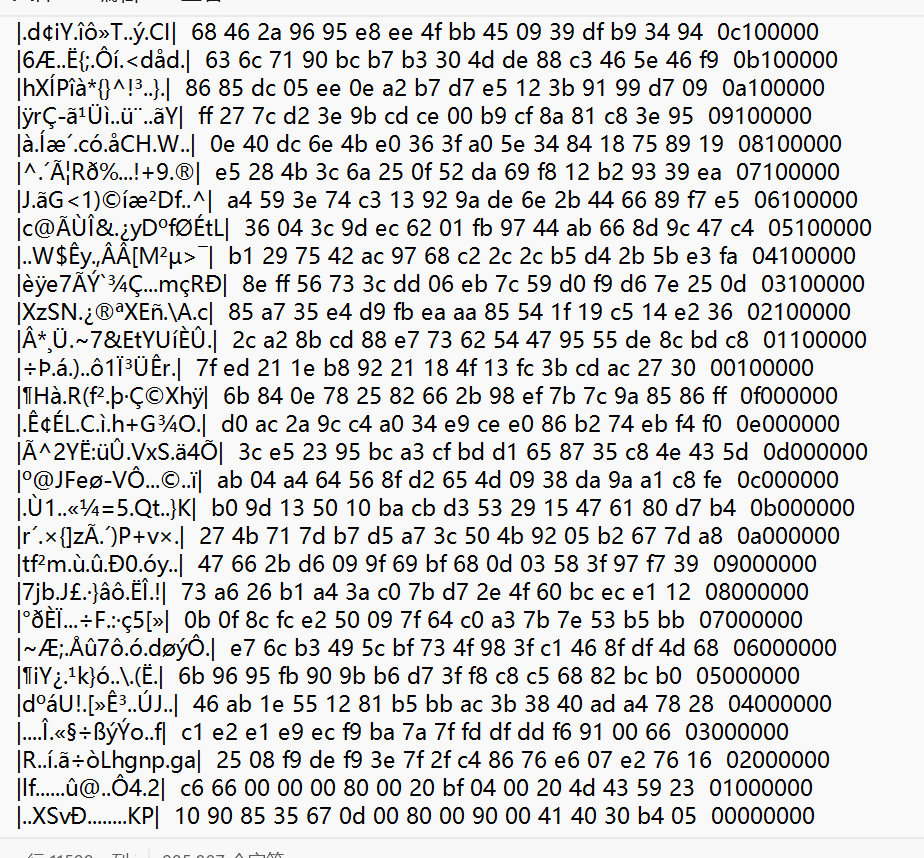 |.d¢iY.îô»T..ý.CI| 68 46 2a 96 95 e8 ee 4f bb 45 09 39 df b9 34 94 0c100000
|6Æ..Ë{;.Ôí.<dåd.| 63 6c 71 90 bc b7 b3 30 4d de 88 c3 46 5e 46 f9 0b100000
|hXÍPîà*{}^!³..}.| 86 85 dc 05 ee 0e a2 b7 d7 e5 12 3b 91 99 d7 09 0a100000
|ÿrÇ-ã¹Üì..ü¨..ãY| ff 27 7c d2 3e 9b cd ce 00 b9 cf 8a 81 c8 3e 95 09100000
|à.Íæ´.có.åCH.W..| 0e 40 dc 6e 4b e0 36 3f a0 5e 34 84 18 75 89 19 08100000
|^.´Ã¦Rð‰...!+9.®| e5 28 4b 3c 6a 25 0f 52 da 69 f8 12 b2 93 39 ea 07100000
|J.ãG<1)©íæ²Df..^| a4 59 3e 74 c3 13 92 9a de 6e 2b 44 66 89 f7 e5 06100000
|c@ÃÙÎ&.¿yDºfØÉtL| 36 04 3c 9d ec 62 01 fb 97 44 ab 66 8d 9c 47 c4 05100000
|..W$Êy.,ÂÂ[M²µ>¯| b1 29 75 42 ac 97 68 c2 2c 2c b5 d4 2b 5b e3 fa 04100000
|èÿe7ÃÝ`¾Ç...mçRÐ| 8e ff 56 73 3c dd 06 eb 7c 59 d0 f9 d6 7e 25 0d 03100000
|XzSN.¿®ªXEñ.\A.c| 85 a7 35 e4 d9 fb ea aa 85 54 1f 19 c5 14 e2 36 02100000
|Â*¸Ü.~7&EtYUíÈÛ.| 2c a2 8b cd 88 e7 73 62 54 47 95 55 de 8c bd c8 01100000
|÷Þ.á.)..ô1Ï³ÜÊr.| 7f ed 21 1e b8 92 21 18 4f 13 fc 3b cd ac 27 30 00100000
|¶Hà.R(f².þ·Ç©Xhÿ| 6b 84 0e 78 25 82 66 2b 98 ef 7b 7c 9a 85 86 ff 0f000000
|.Ê¢ÉL.C.ì.h+G¾O.| d0 ac 2a 9c c4 a0 34 e9 ce e0 86 b2 74 eb f4 f0 0e000000
|Ã^2YË:üÛ.VxS.ä4Õ| 3c e5 23 95 bc a3 cf bd d1 65 87 35 c8 4e 43 5d 0d000000
|º@JFeø-VÔ...©..ï| ab 04 a4 64 56 8f d2 65 4d 09 38 da 9a a1 c8 fe 0c000000
|.Ù1..«¼=5.Qt..}K| b0 9d 13 50 10 ba cb d3 53 29 15 47 61 80 d7 b4 0b000000
|r´.×{]zÃ.´)P+v×.| 27 4b 71 7d b7 d5 a7 3c 50 4b 92 05 b2 67 7d a8 0a000000
|tf²m.ù.û.Ð0.óy..| 47 66 2b d6 09 9f 69 bf 68 0d 03 58 3f 97 f7 39 09000000
|7jb.J£.·}âô.ËÎ.!| 73 a6 26 b1 a4 3a c0 7b d7 2e 4f 60 bc ec e1 12 08000000
|°ðÈÏ...÷F.:·ç5[»| 0b 0f 8c fc e2 50 09 7f 64 c0 a3 7b 7e 53 b5 bb 07000000
|~Æ;.Åû7ô.ó.døýÔ.| e7 6c b3 49 5c bf 73 4f 98 3f c1 46 8f df 4d 68 06000000
|¶iY¿.¹k}ó..\.(Ë.| 6b 96 95 fb 90 9b b6 d7 3f f8 c8 c5 68 82 bc b0 05000000
|dºáU!.[»Ê³..ÚJ..| 46 ab 1e 55 12 81 b5 bb ac 3b 38 40 ad a4 78 28 04000000
|....Î.«§÷ßýÝo..f| c1 e2 e1 e9 ec f9 ba 7a 7f fd df dd f6 91 00 66 03000000
|R..í.ã÷òLhgnp.ga| 25 08 f9 de f9 3e 7f 2f c4 86 76 e6 07 e2 76 16 02000000
|lf......û@..Ô4.2| c6 66 00 00 00 80 00 20 bf 04 00 20 4d 43 59 23 01000000
|..XSvÐ........KP| 10 90 85 35 67 0d 00 80 00 90 00 41 40 30 b4 05 00000000